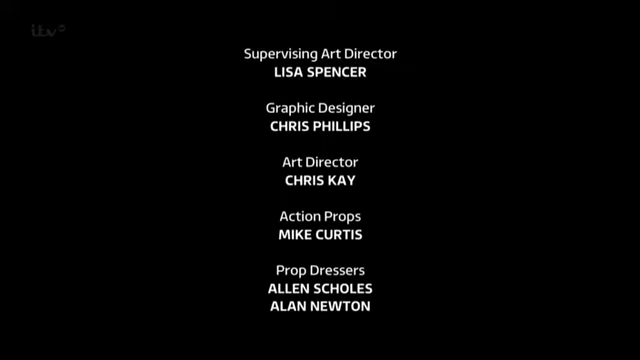 itv
Supervising Art Director
LISA SPENCER
Graphic Designer
CHRIS PHILLIPS
Art Director
CHRIS KAY
Action Props
MIKE CURTIS
Prop Dressers
ALLEN SCHOLES
ALAN NEWTON